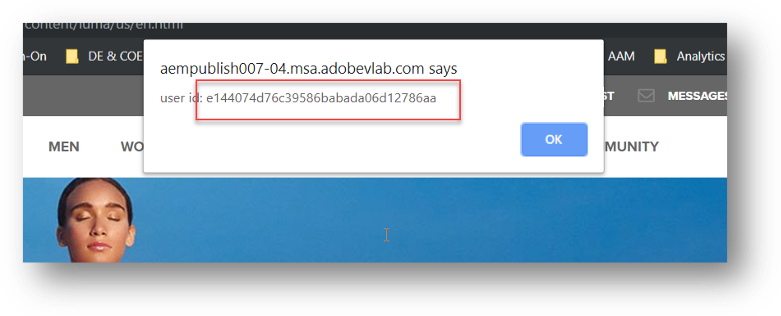 content/luma/us/en.html
n-On
DE & COE
AAM
Analytics
aempublish007-04.msa.adobevlab.com says
user id: e144074d76c39586babada06d12786aa
OK
ST
MESSAGES
MEN
WO
MUNITY